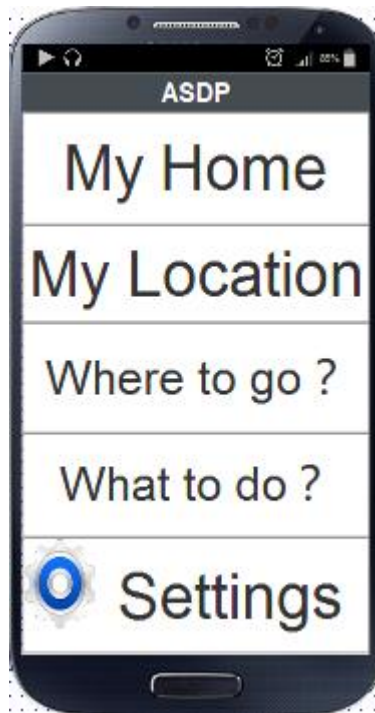 ASDP
My Home
My Location
Where to go ?
What to do ?
Settings